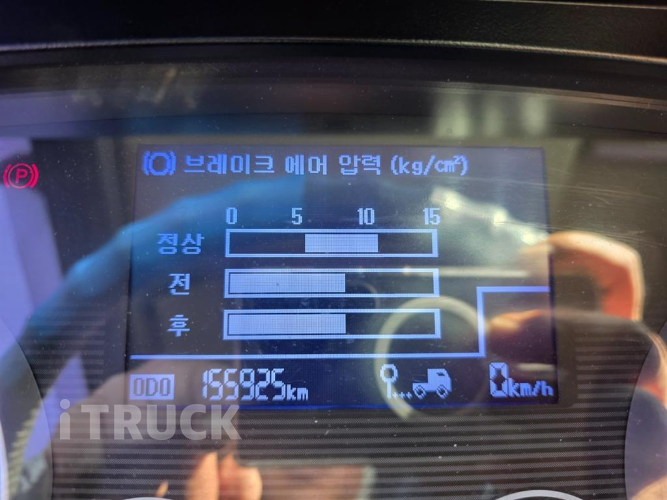 브레이크 에어 압력 (kg/㎠)
0 5 10 15
정상
전
후
ODO 155925km 0km/h
iTRUCK
P